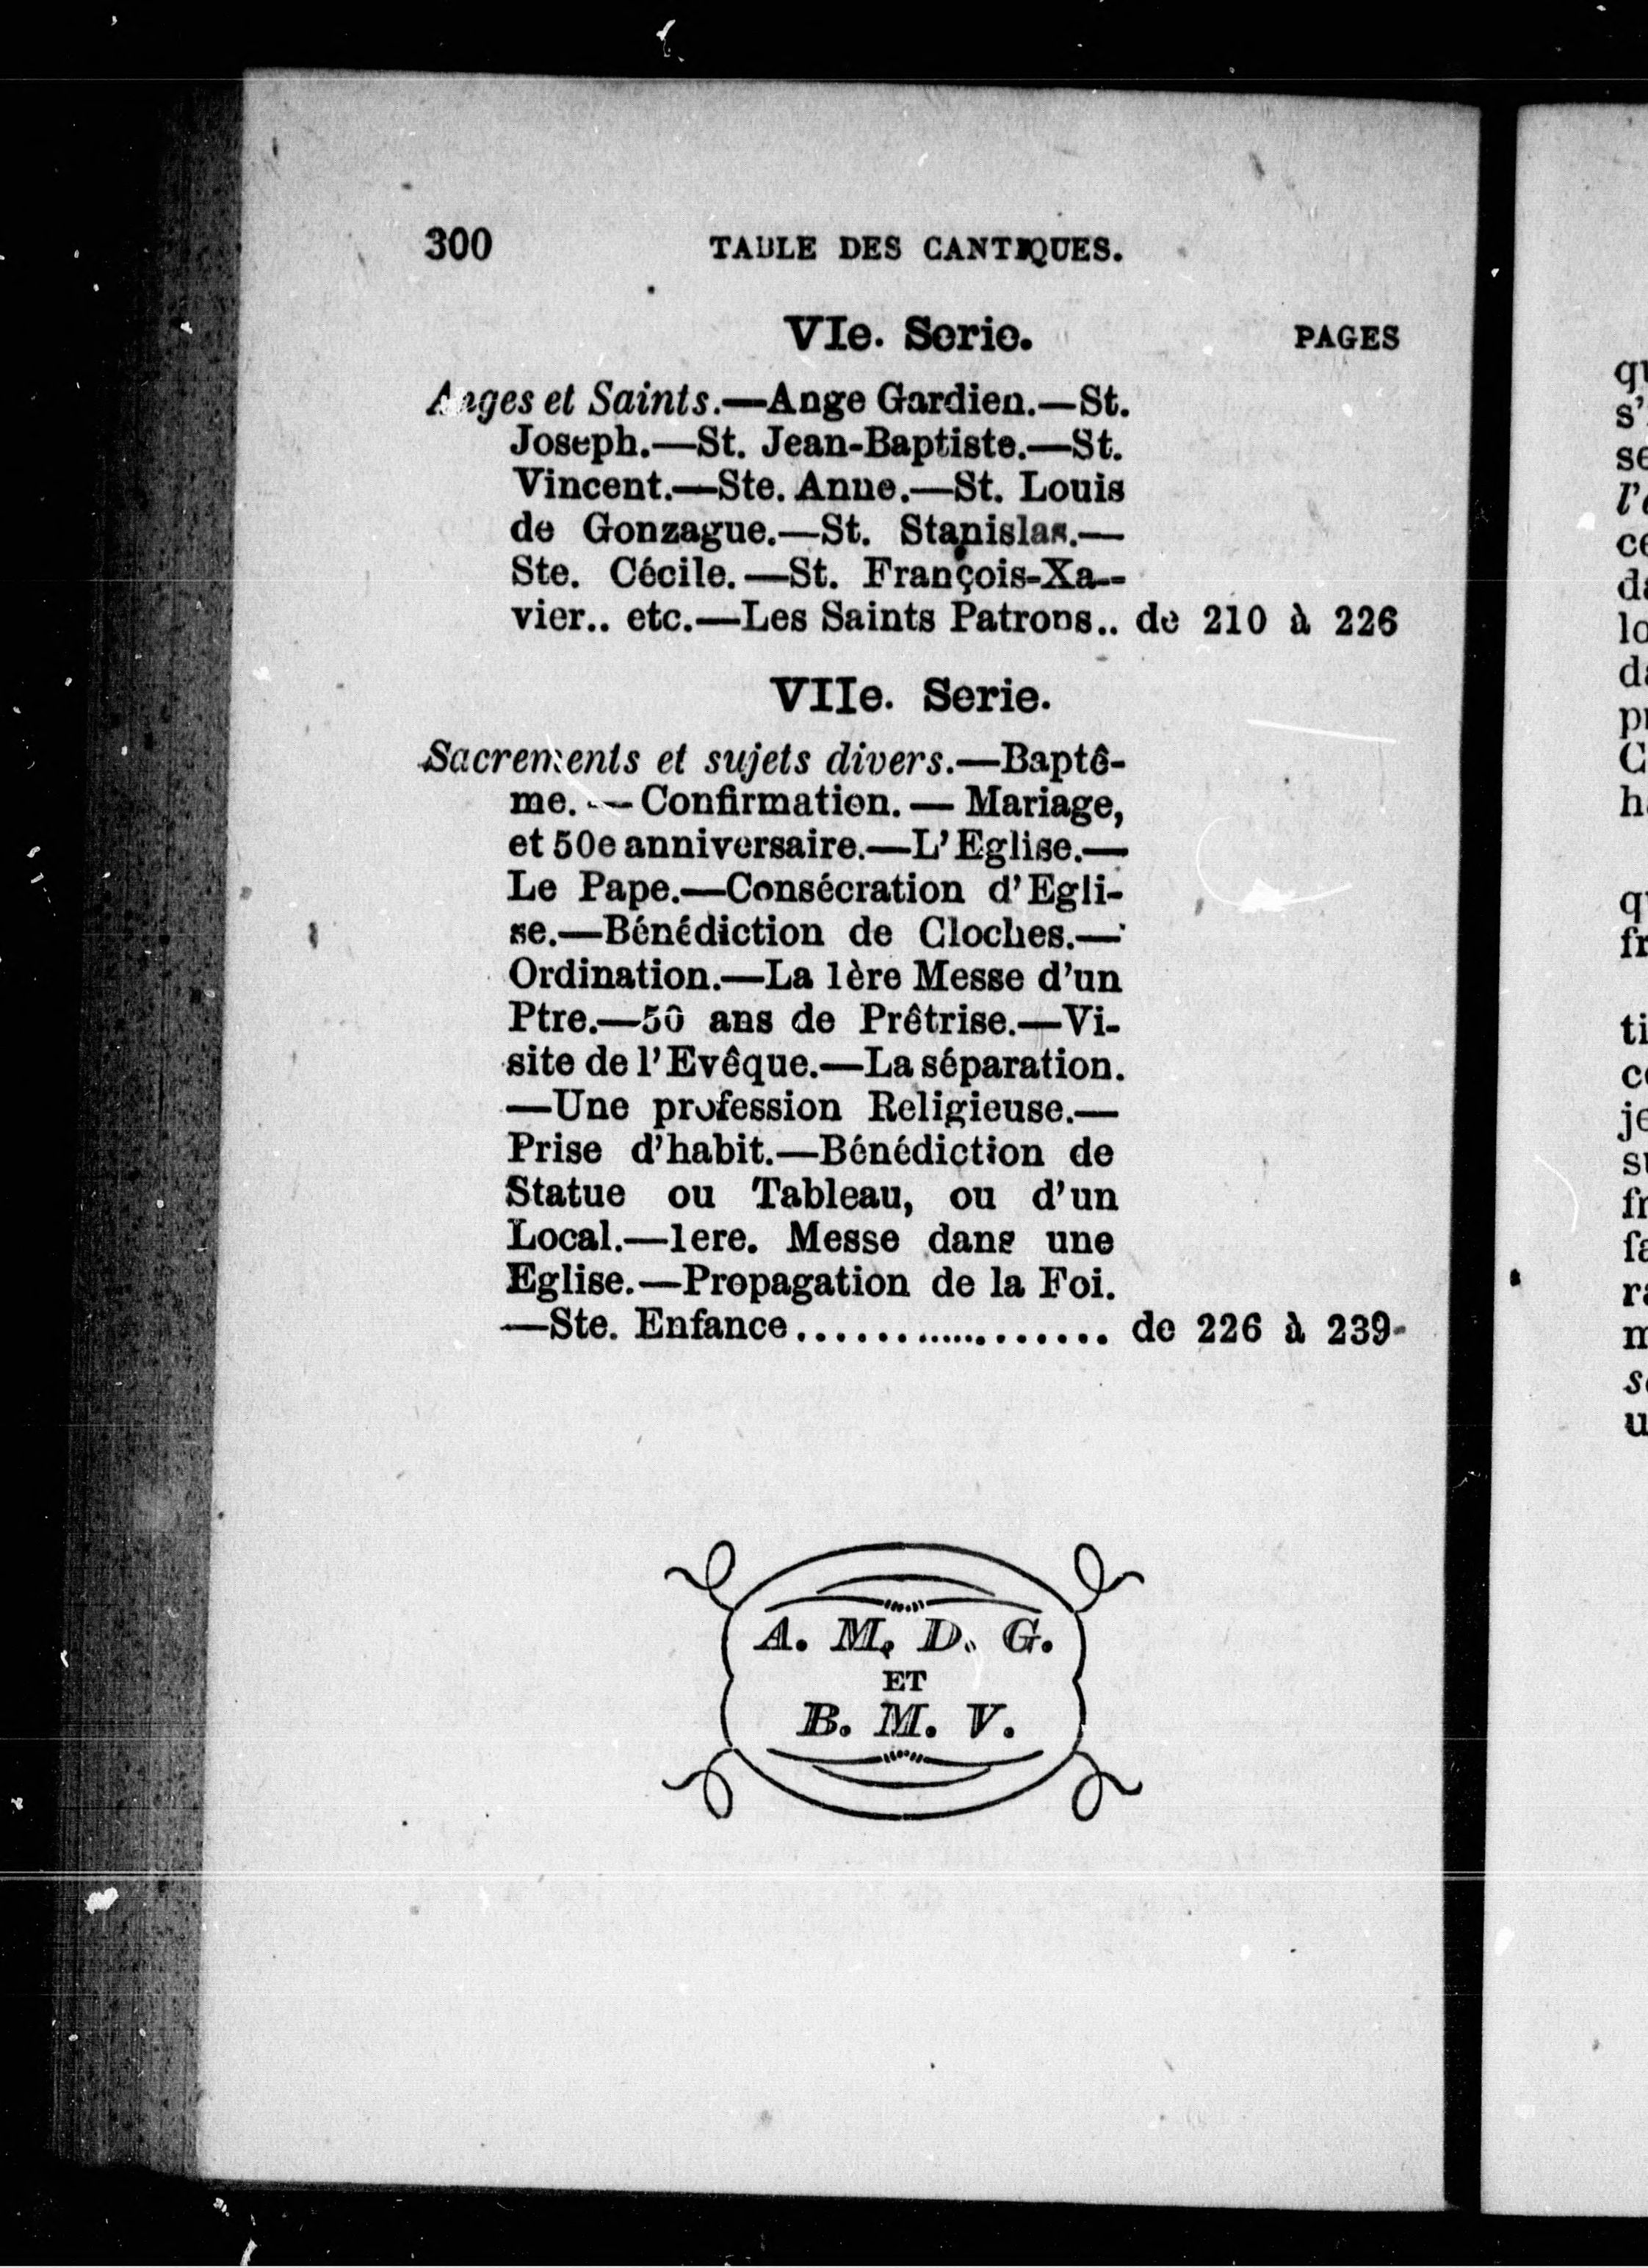 300 TABLE DES CANTIQUES.
VIe. Serie. PAGES
Anges et Saints.—Ange Gardien.—St.
Joseph.—St. Jean-Baptiste.—St.
Vincent.—Ste. Anne.—St. Louis
de Gonzague.—St. Stanislas.—
Ste. Cécile.—St. François-Xa-
vier.. etc.—Les Saints Patrons.. de 210 à 226
VIIe. Serie.
Sacrements et sujets divers.—Baptê-
me.—Confirmation.—Mariage,
et 50e anniversaire.—L'Eglise.—
Le Pape.—Consécration d'Egli-
se.—Bénédiction de Cloches.—
Ordination.—La 1ère Messe d'un
Ptre.—50 ans de Prêtrise.—Vi-
site de l'Evêque.—La séparation.
—Une profession Religieuse.—
Prise d'habit.—Bénédiction de
Statue ou Tableau, ou d'un
Local.—1ere. Messe dans une
Eglise.—Propagation de la Foi.
—Ste. Enfance.................... de 226 à 239
A. M. D. G.
ET
B. M. V.